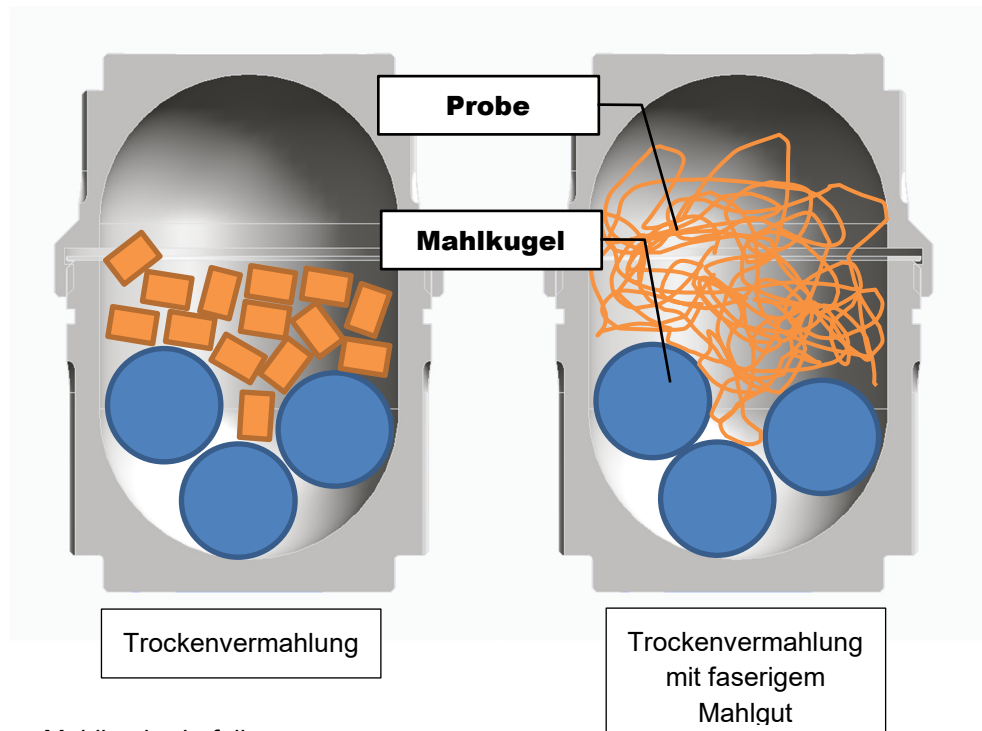 Probe
Mahlkugel
Trockenvermahlung
Trockenvermahlung
mit faserigem
Mahlgut